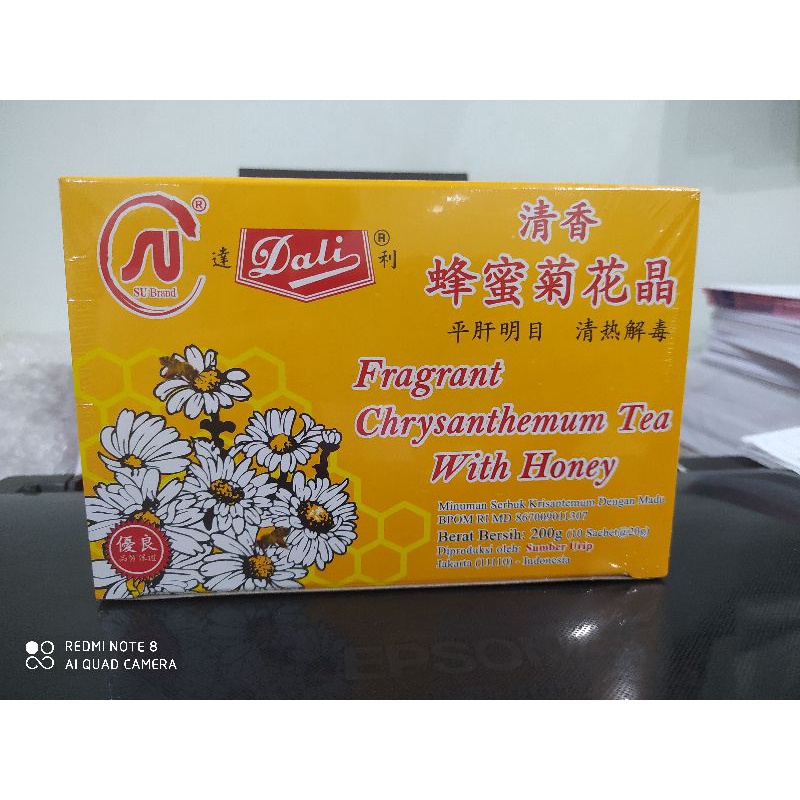 SU Brand
®
達 Dali ® 利
清香
蜂蜜菊花晶
平肝明目 清热解毒
Fragrant
Chrysanthemum Tea
With Honey
Minuman Serbuk Krisantemum Dengan Madu
BPOM RI MD 867009011307
Berat Bersih: 200g (10 Sachet@20g)
Diproduksi oleh: Sumber Urip
Jakarta (11110) - Indonesia
優良
EPSON
REDMI NOTE 8
AI QUAD CAMERA